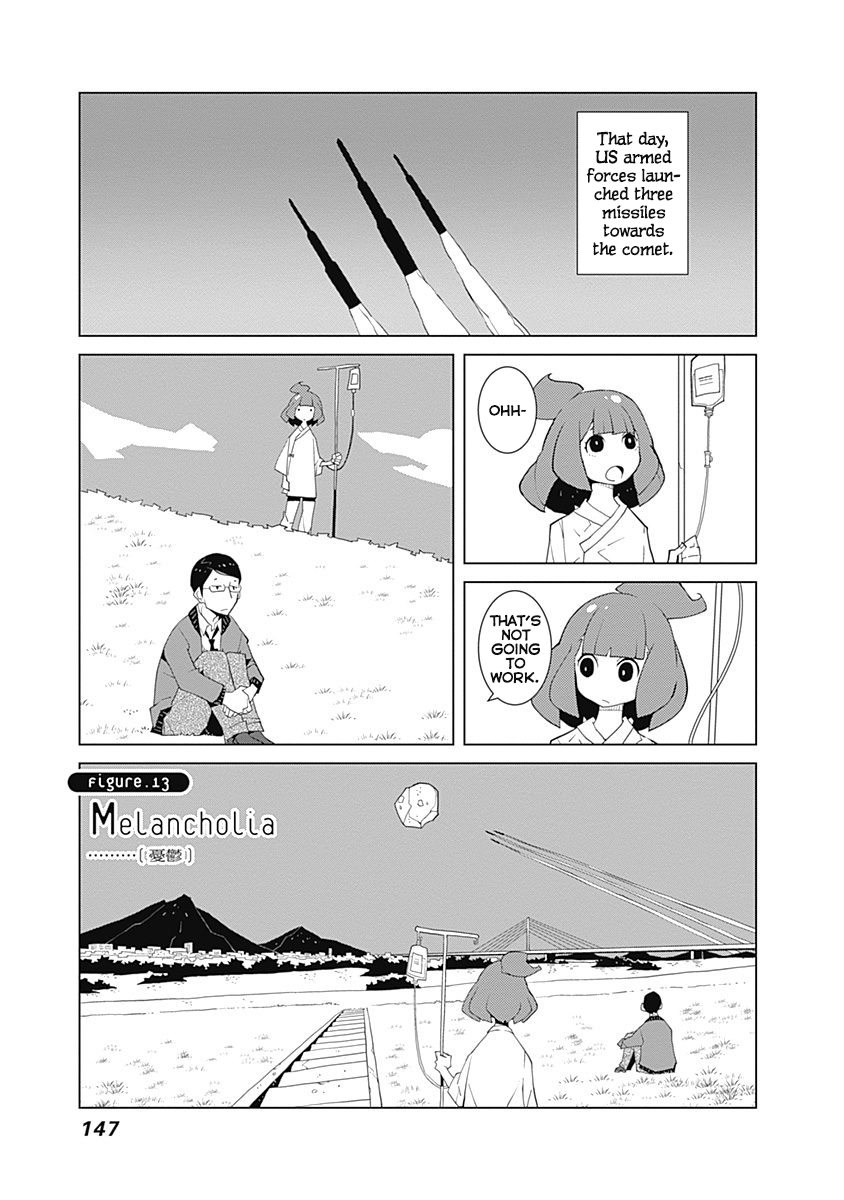 That day,
US armed
forces laun-
ched three
missiles
towards
the comet.
OHH-
THAT'S
NOT
GOING
TO
WORK.
Figure.13
Melancholia
………(憂鬱)
147